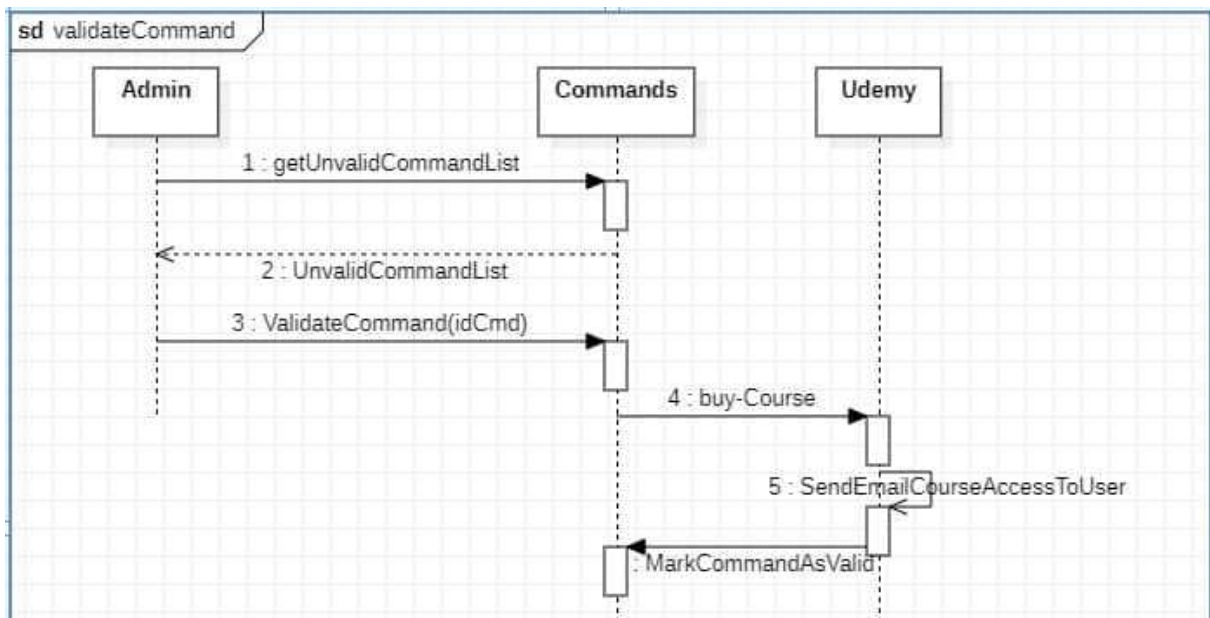 sd validateCommand
Admin
Commands
Udemy
1 : getUnvalidCommandList
2 : UnvalidCommandList
3 : ValidateCommand(idCmd)
4 : buy-Course
5 : SendEmailCourseAccessToUser
: MarkCommandAsValid